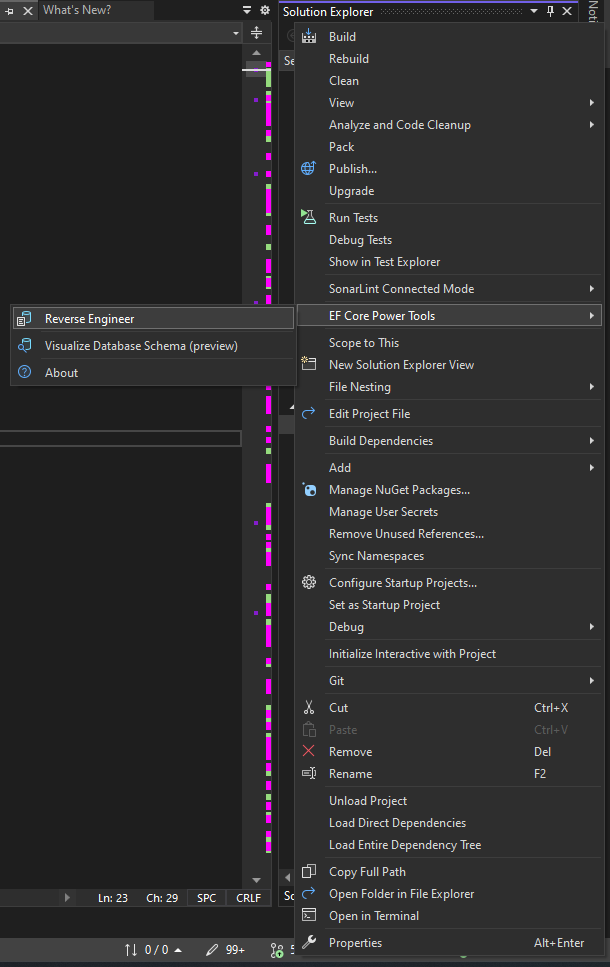 What's New?
Solution Explorer
Noti
Se
Build
Rebuild
Clean
View
Analyze and Code Cleanup
Pack
Publish...
Upgrade
Run Tests
Debug Tests
Show in Test Explorer
SonarLint Connected Mode
EF Core Power Tools
Reverse Engineer
Visualize Database Schema (preview)
About
Scope to This
New Solution Explorer View
File Nesting
Edit Project File
Build Dependencies
Add
Manage NuGet Packages...
Manage User Secrets
Remove Unused References...
Sync Namespaces
Configure Startup Projects...
Set as Startup Project
Debug
Initialize Interactive with Project
Git
Cut Ctrl+X
Paste Ctrl+V
Remove Del
Rename F2
Unload Project
Load Direct Dependencies
Load Entire Dependency Tree
Copy Full Path
Open Folder in File Explorer
Open in Terminal
Properties Alt+Enter
So
Ln: 23 Ch: 29 SPC CRLF
0 / 0 99+ 5